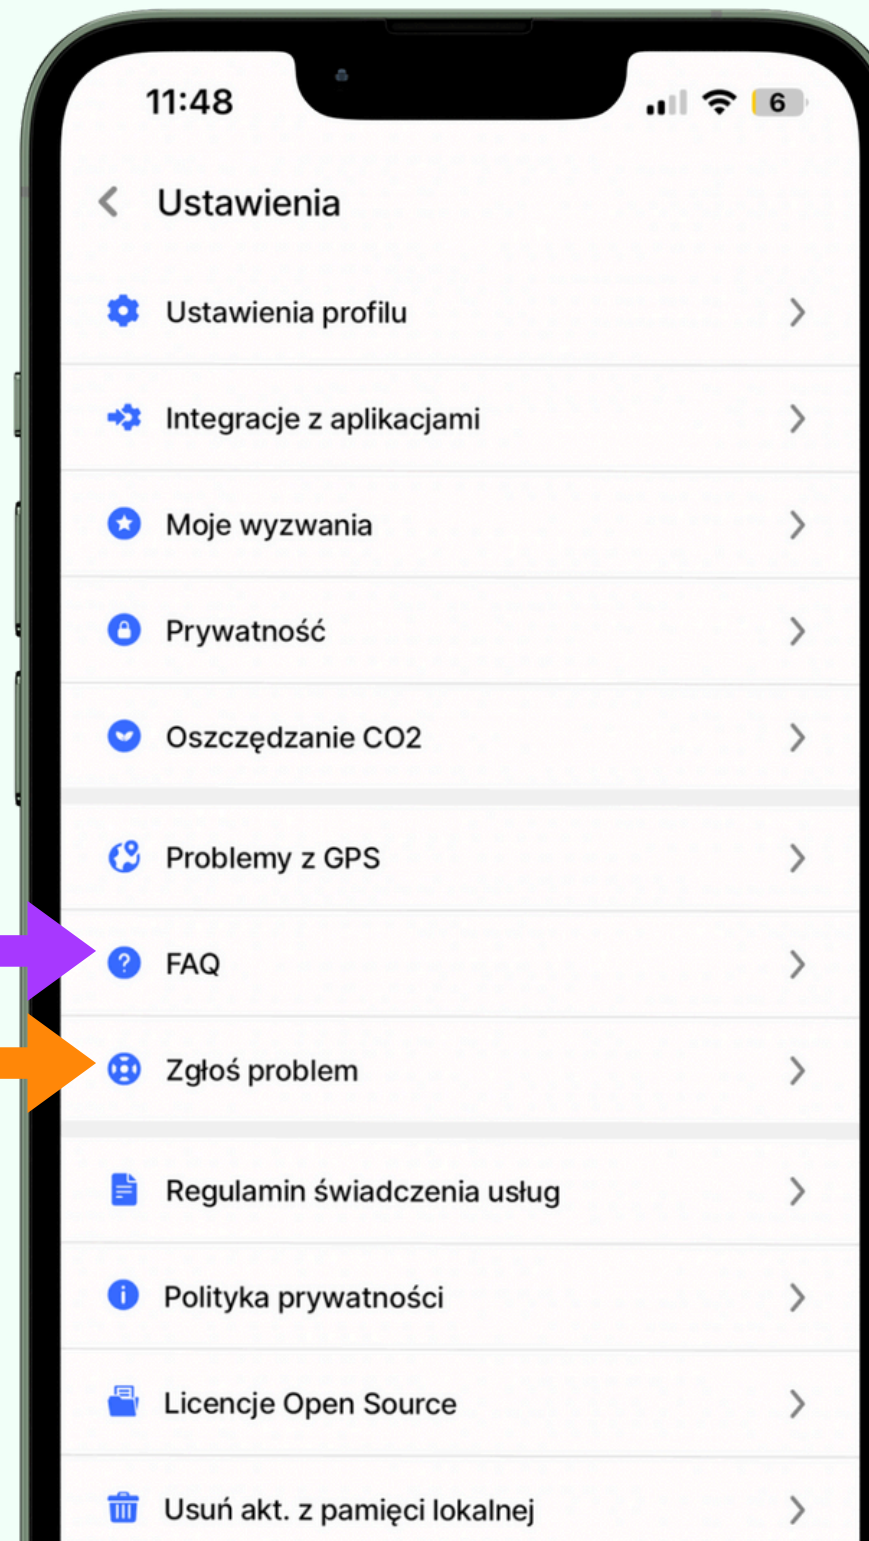 11:48
6
Ustawienia
Ustawienia profilu
Integracje z aplikacjami
Moje wyzwania
Prywatność
Oszczędzanie CO2
Problemy z GPS
FAQ
Zgłoś problem
Regulamin świadczenia usług
Polityka prywatności
Licencje Open Source
Usuń akt. z pamięci lokalnej